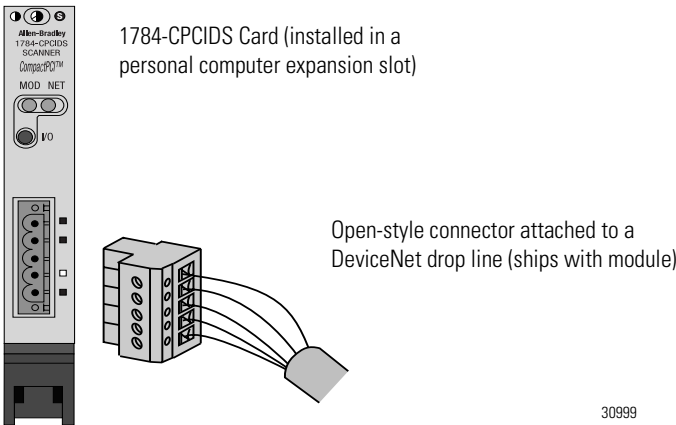 Allen-Bradley
1784-CPCIDS
SCANNER
CompactPCI™
MOD NET
I/O
1784-CPCIDS Card (installed in a
personal computer expansion slot)
Open-style connector attached to a
DeviceNet drop line (ships with module)
30999